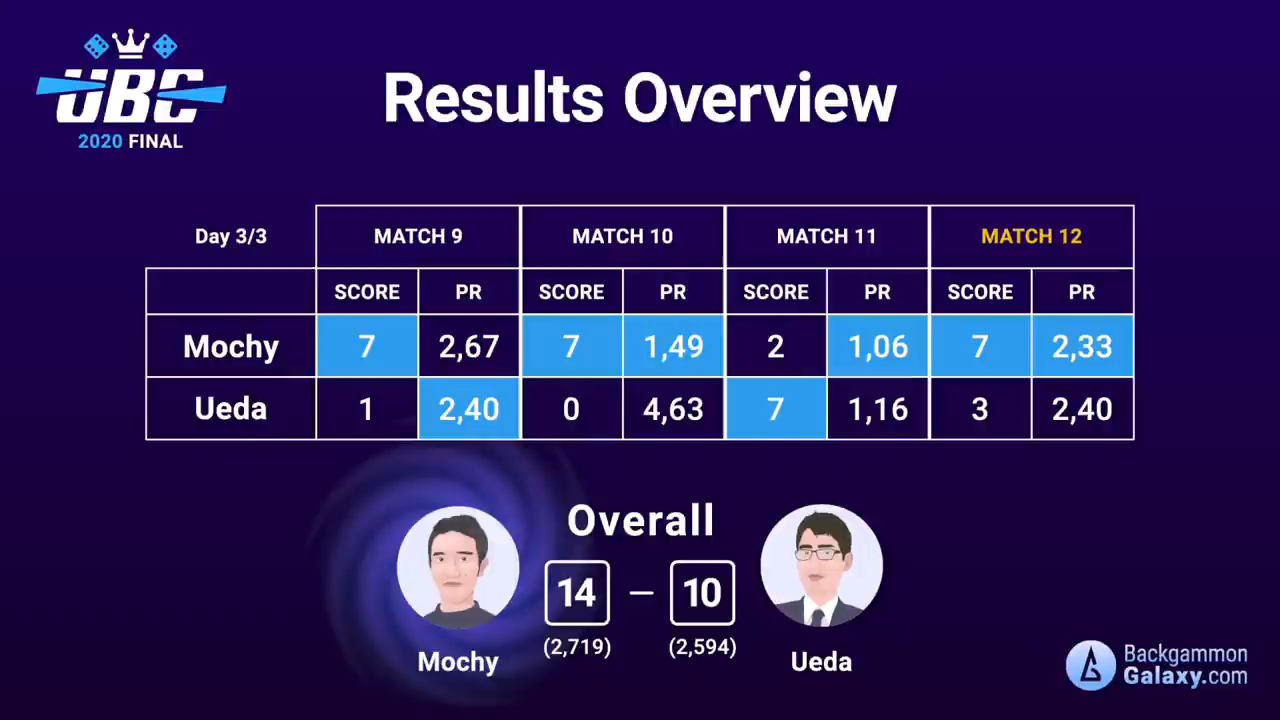 UBC
2020 FINAL
Results Overview
Day 3/3 MATCH 9 MATCH 10 MATCH 11 MATCH 12
SCORE PR SCORE PR SCORE PR SCORE PR
Mochy 7 2,67 7 1,49 2 1,06 7 2,33
Ueda 1 2,40 0 4,63 7 1,16 3 2,40
Overall
14 – 10
(2,719) (2,594)
Mochy Ueda
Backgammon
Galaxy.com